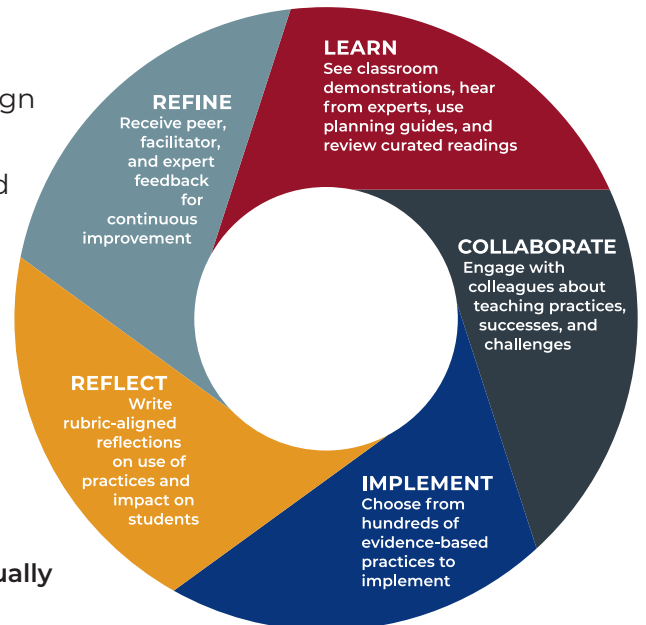 LEARN
See classroom
demonstrations, hear
from experts, use
planning guides, and
review curated readings
COLLABORATE
Engage with
colleagues about
teaching practices,
successes, and
challenges
IMPLEMENT
Choose from
hundreds of
evidence-based
practices to
implement
REFLECT
Write
rubric-aligned
reflections
on use of
practices and
impact on
students
REFINE
Receive peer,
facilitator,
and expert
feedback
for
continuous
improvement